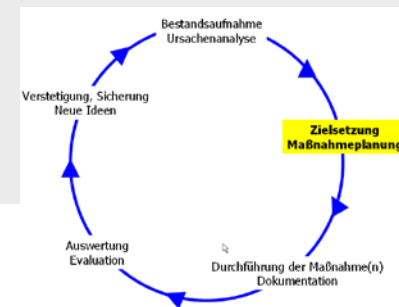 Bestandsaufnahme
Ursachenanalyse
Zielsetzung
Maßnahmeplanung
Durchführung der Maßnahme(n)
Dokumentation
Auswertung
Evaluation
Verstetigung, Sicherung
Neue Ideen